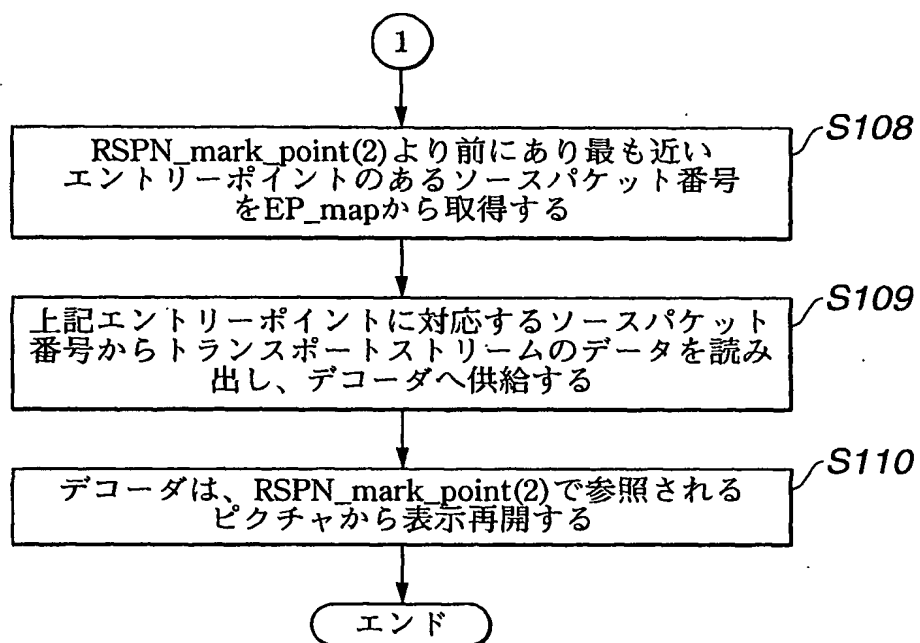 1
RSPN_mark_point(2)より前にあり最も近い
エントリーポイントのあるソースパケット番号
をEP_mapから取得する
S108
上記エントリーポイントに対応するソースパケット
番号からトランスポートストリームのデータを読み
出し、デコーダへ供給する
S109
デコーダは、RSPN_mark_point(2)で参照される
ピクチャから表示再開する
S110
エンド